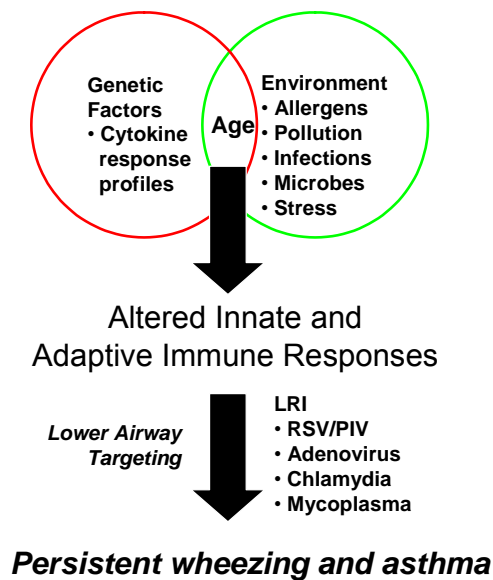 Genetic
Factors
• Cytokine
response
profiles
Age
Environment
• Allergens
• Pollution
• Infections
• Microbes
• Stress
Altered Innate and
Adaptive Immune Responses
Lower Airway
Targeting
LRI
• RSV/PIV
• Adenovirus
• Chlamydia
• Mycoplasma
Persistent wheezing and asthma